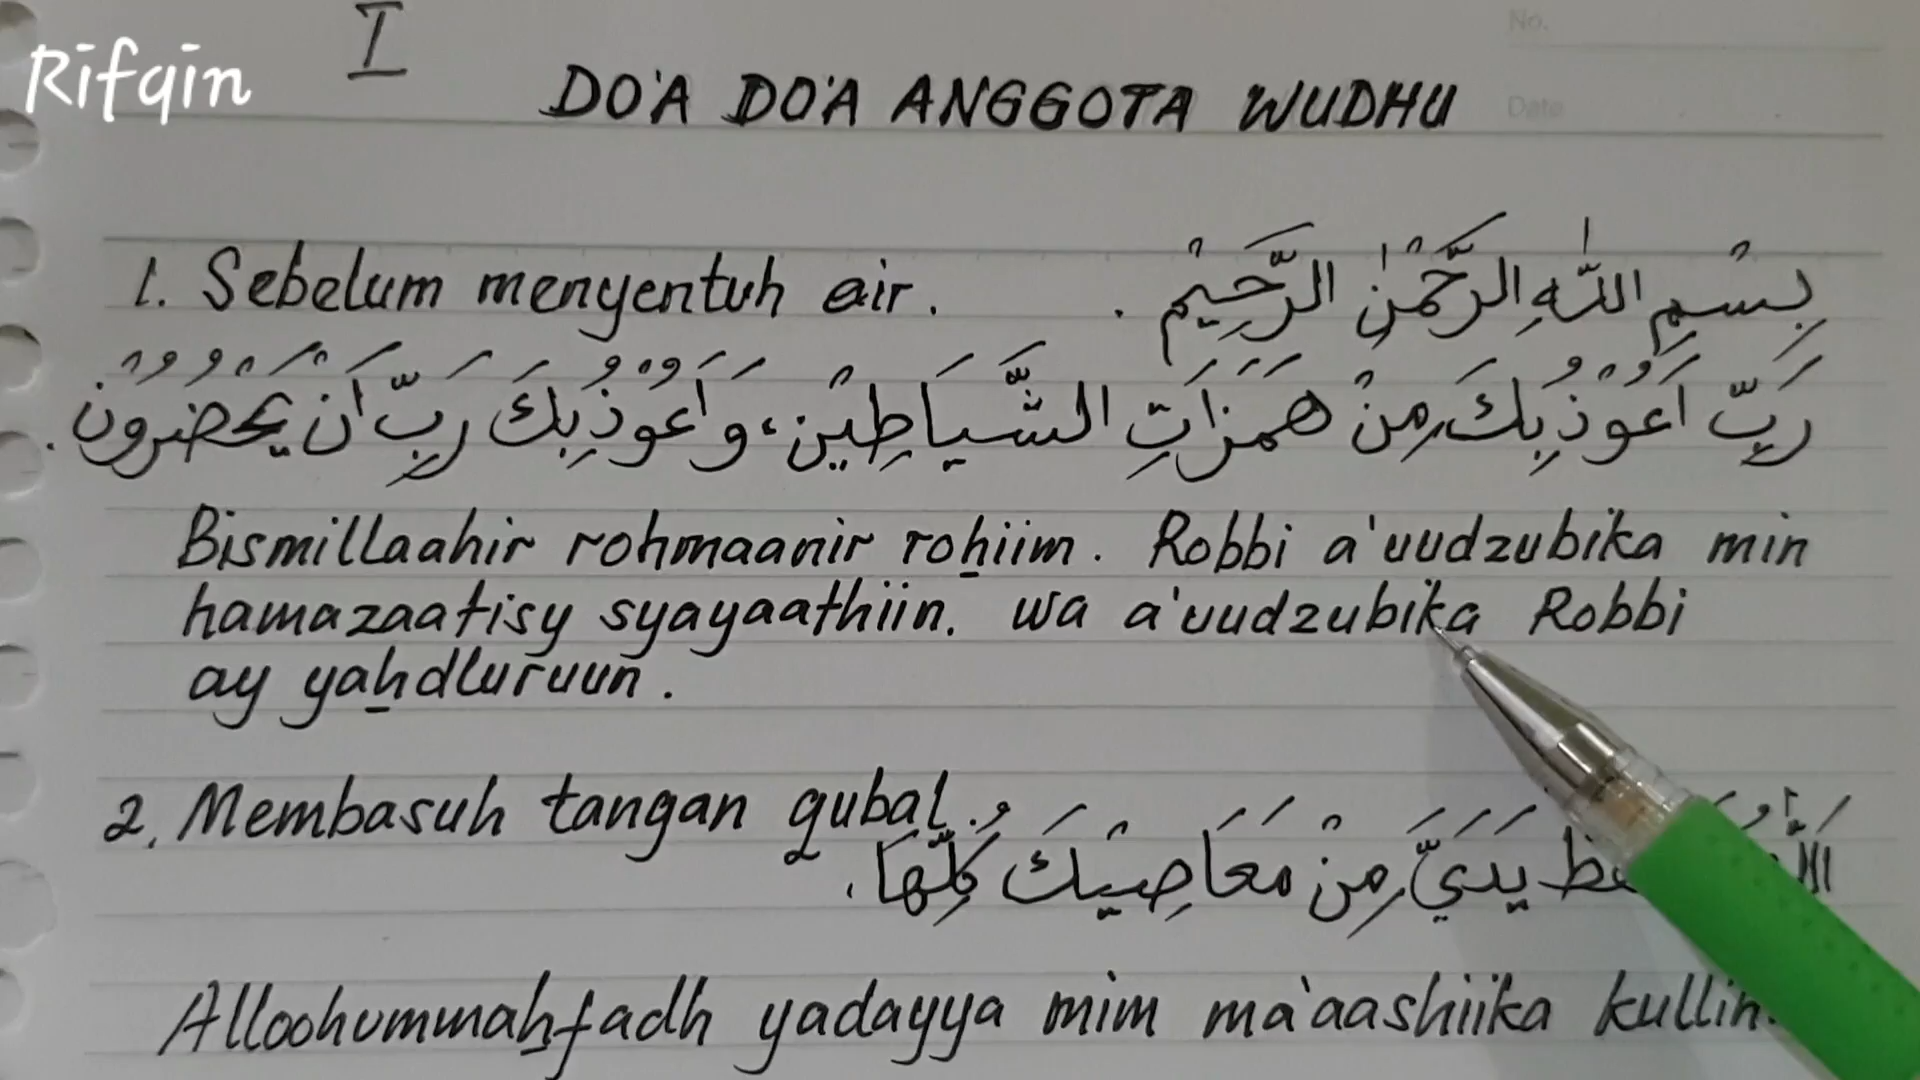 Rifqin
I
No.
DO'A DO'A ANGGOTA WUDHU
Date
1. Sebelum menyentuh air. بِسْمِ اللّٰهِ الرَّحْمٰنِ الرَّحِيْمِ .
رَبِّ اَعُوْذُبِكَ مِنْ هَمَزَاتِ الشَّيَاطِيْنِ، وَاَعُوْذُبِكَ رَبِّ اَنْ يَحْضُرُوْنَ .
Bismillaahir rohmaanir rohiim. Robbi a'uudzubika min
hamazaatisy syayaathiin. wa a'uudzubika Robbi
ay yahdluruun.
2. Membasuh tangan qubal.
يَدَيَّ مِنْ مَعَاصِيْكَ كُلِّهَا.
Alloohummahfadh yadayya mim ma'aashiika